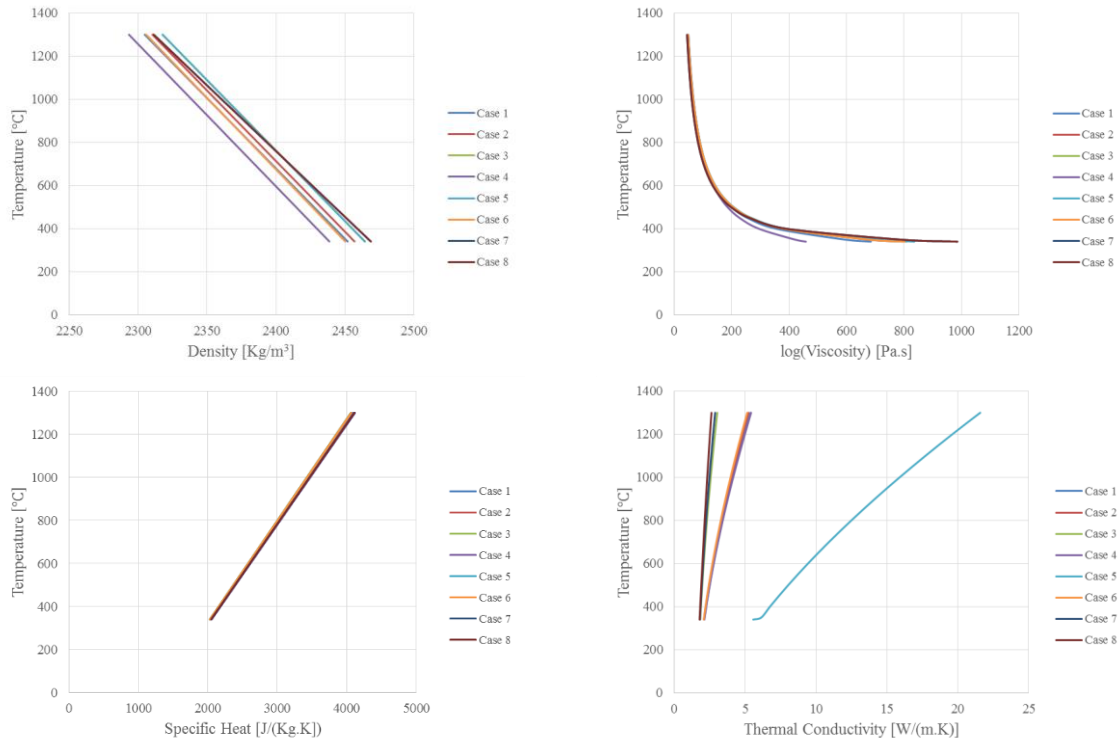 1400
1200
1000
800
600
400
200
0
Temperature [°C]
2250 2300 2350 2400 2450 2500
Density [Kg/m³]
Case 1
Case 2
Case 3
Case 4
Case 5
Case 6
Case 7
Case 8
1400
1200
1000
800
600
400
200
0
Temperature [°C]
0 200 400 600 800 1000 1200
log(Viscosity) [Pa.s]
Case 1
Case 2
Case 3
Case 4
Case 5
Case 6
Case 7
Case 8
1400
1200
1000
800
600
400
200
0
Temperature [°C]
0 1000 2000 3000 4000 5000
Specific Heat [J/(Kg.K])
Case 1
Case 2
Case 3
Case 4
Case 5
Case 6
Case 7
Case 8
1400
1200
1000
800
600
400
200
0
Temperature [°C]
0 5 10 15 20 25
Thermal Conductivity [W/(m.K)]
Case 1
Case 2
Case 3
Case 4
Case 5
Case 6
Case 7
Case 8